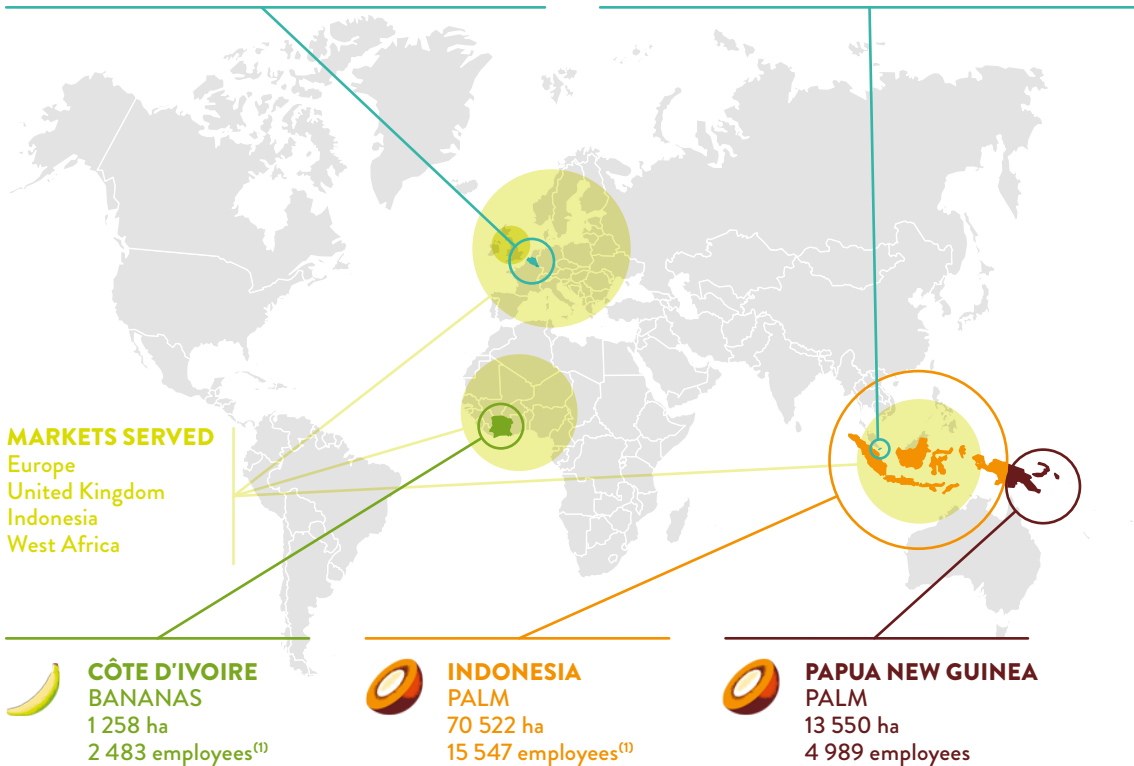 MARKETS SERVED
Europe
United Kingdom
Indonesia
West Africa
CÔTE D'IVOIRE
BANANAS
1 258 ha
2 483 employees(1)
INDONESIA
PALM
70 522 ha
15 547 employees(1)
PAPUA NEW GUINEA
PALM
13 550 ha
4 989 employees